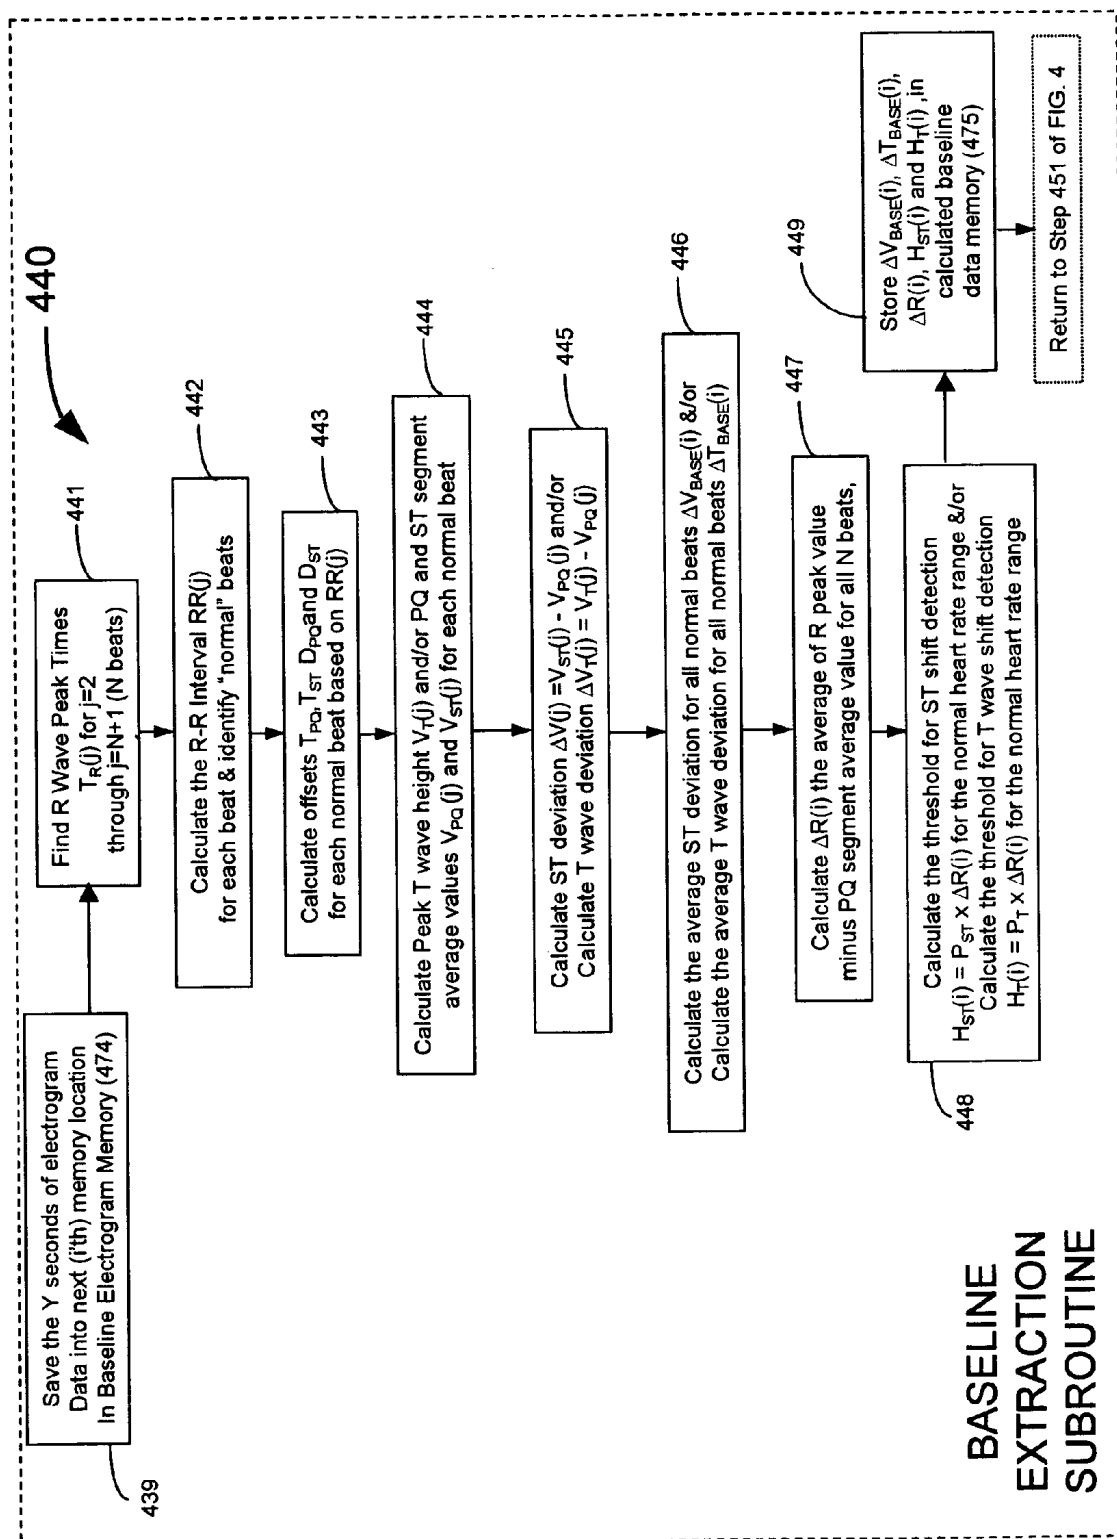 440
Save the Y seconds of electrogram
Data into next (i'th) memory location
In Baseline Electrogram Memory (474)
439
Find R Wave Peak Times
T_R(j) for j=2
through j=N+1 (N beats)
441
Calculate the R-R Interval RR(j)
for each beat & identify "normal" beats
442
Calculate offsets T_PQ, T_ST D_PQ and D_ST
for each normal beat based on RR(j)
443
Calculate Peak T wave height V_T(j) and/or PQ and ST segment
average values V_PQ(j) and V_ST(j) for each normal beat
444
Calculate ST deviation ΔV(j) = V_ST(j) - V_PQ(j) and/or
Calculate T wave deviation ΔV_T(j) = V_T(j) - V_PQ(j)
445
Calculate the average ST deviation for all normal beats ΔV_BASE(i) &/or
Calculate the average T wave deviation for all normal beats ΔT_BASE(i)
446
Calculate ΔR(i) the average of R peak value
minus PQ segment average value for all N beats,
447
Calculate the threshold for ST shift detection
H_ST(i) = P_ST x ΔR(i) for the normal heart rate range &/or
Calculate the threshold for T wave shift detection
H_T(i) = P_T x ΔR(i) for the normal heart rate range
448
Store ΔV_BASE(i), ΔT_BASE(i),
ΔR(i), H_ST(i) and H_T(i) ,in
calculated baseline
data memory (475)
449
Return to Step 451 of FIG. 4
BASELINE
EXTRACTION
SUBROUTINE